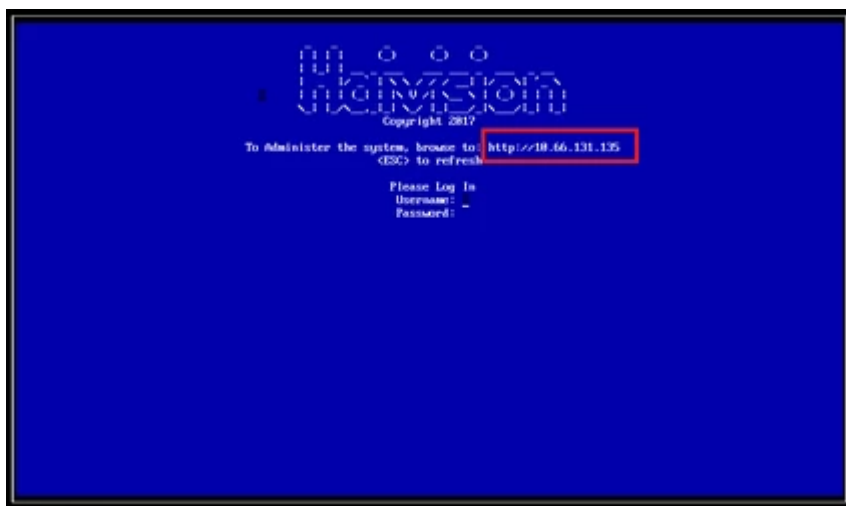 Haivision
Copyright 2017
To Administer the system, browse to: http://10.66.131.135
<ESC> to refresh
Please Log In
Username: _
Password: